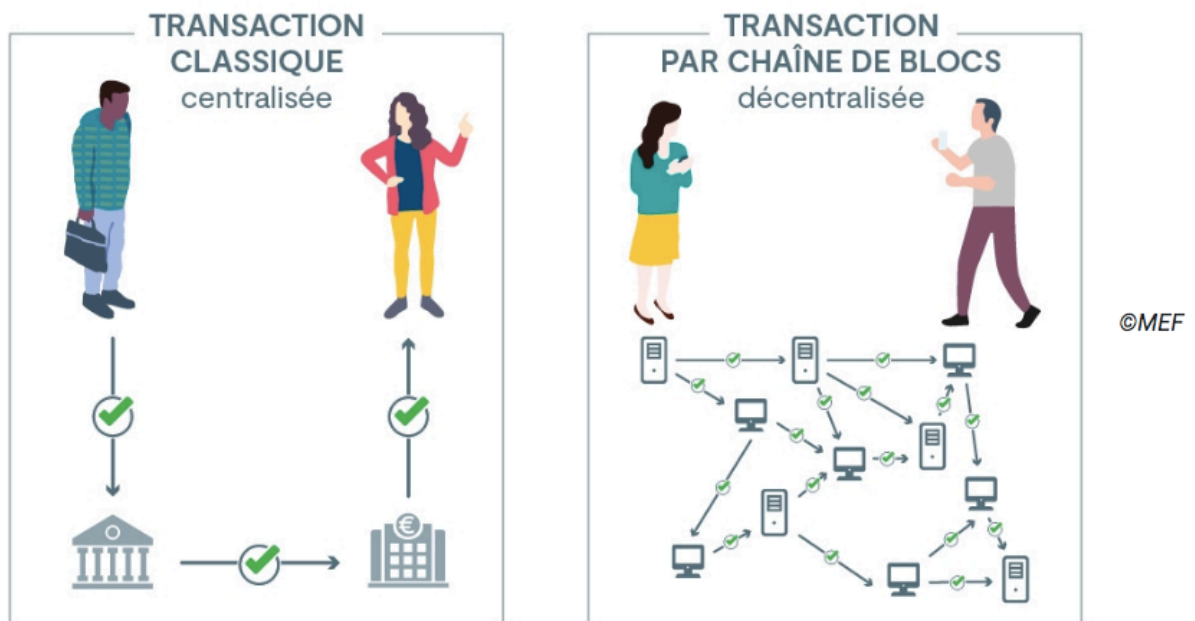 TRANSACTION
CLASSIQUE
centralisée
€
TRANSACTION
PAR CHAÎNE DE BLOCS
décentralisée
©MEF